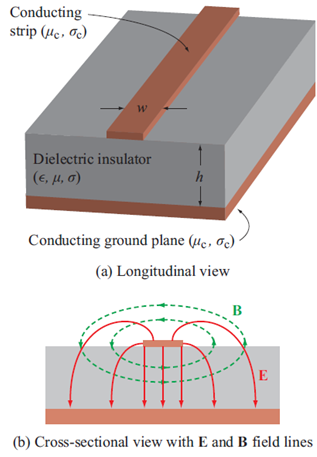 Conducting
strip (μc, σc)
w
Dielectric insulator
(ϵ, μ, σ)
h
Conducting ground plane (μc, σc)
(a) Longitudinal view
B
E
(b) Cross-sectional view with E and B field lines